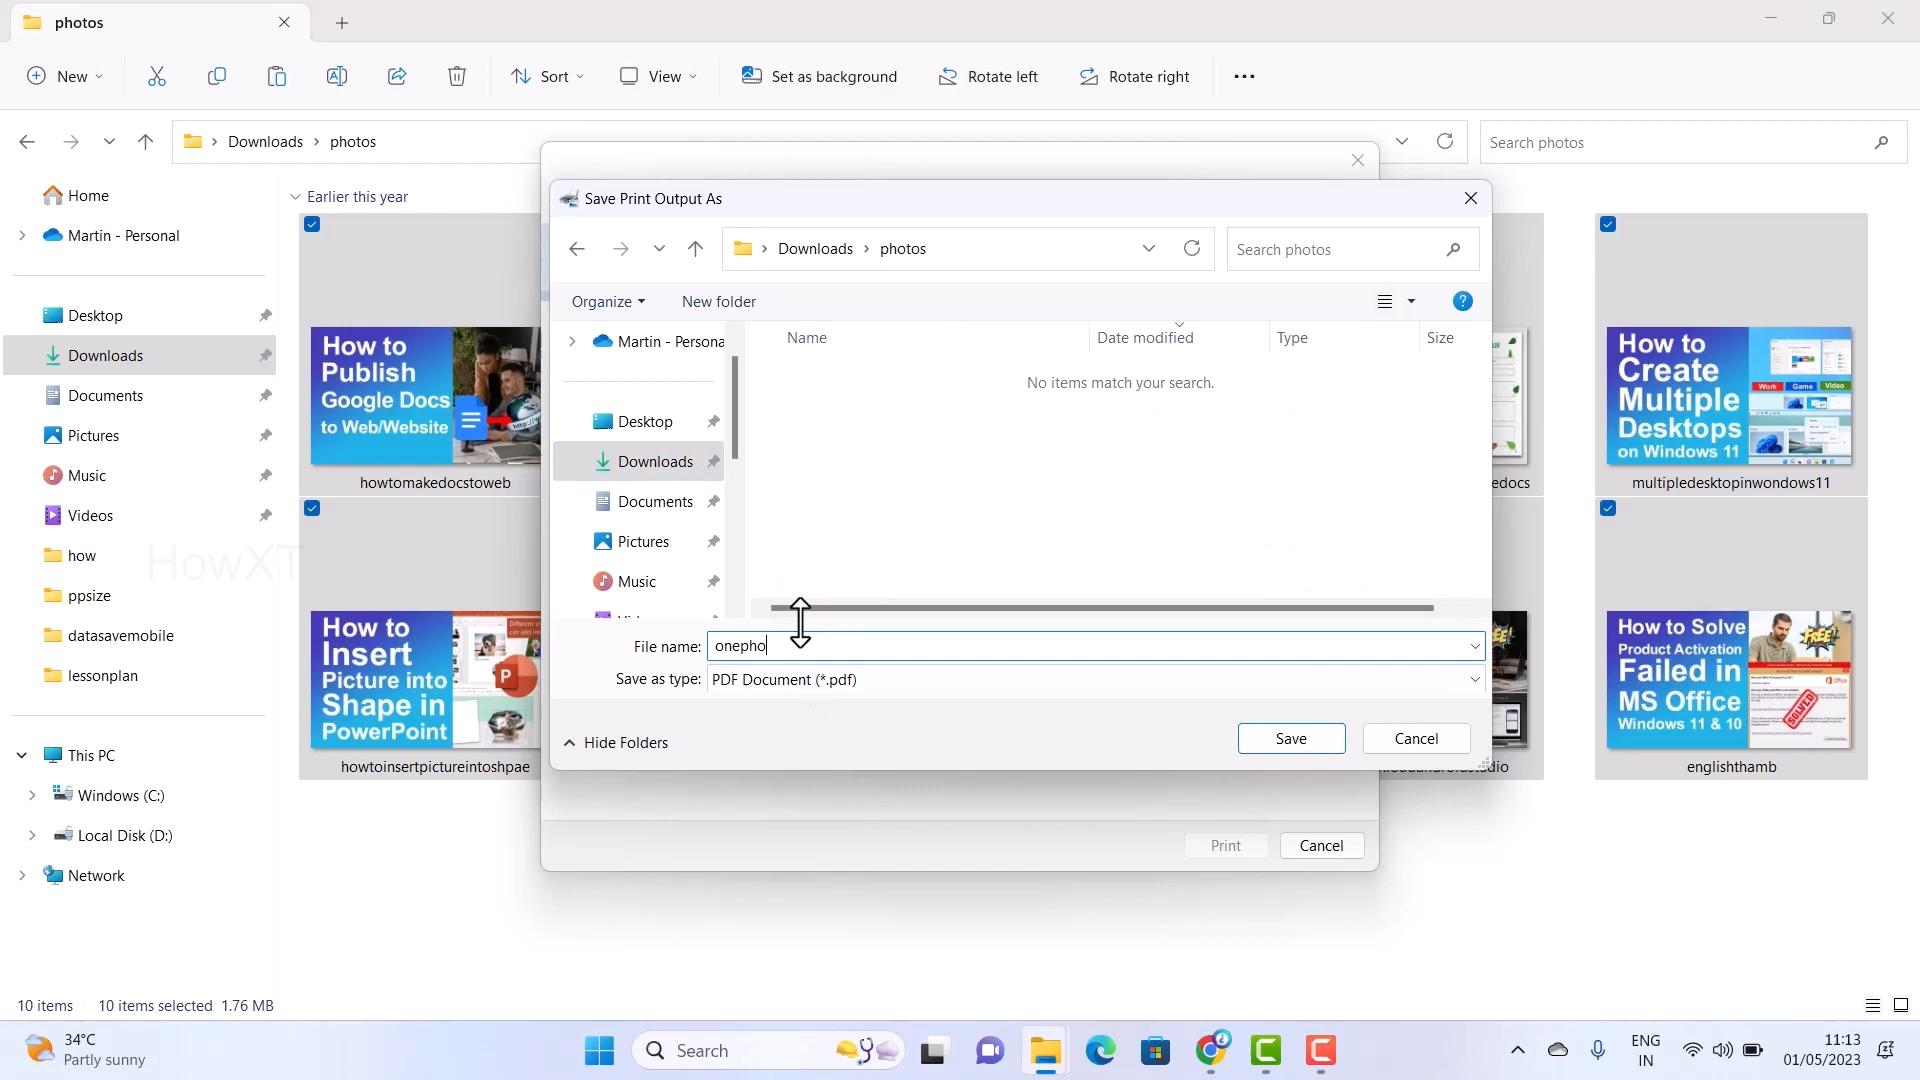 photos
New
Sort
View
Set as background
Rotate left
Rotate right
Downloads
photos
Search photos
Home
Martin - Personal
Desktop
Downloads
Documents
Pictures
Music
Videos
how
ppsize
datasavemobile
lessonplan
This PC
Windows (C:)
Local Disk (D:)
Network
HowXT
Earlier this year
How to
Publish
Google Docs
to Web/Website
howtomakedocstoweb
How to
Insert
Picture into
Shape in
PowerPoint
howtoinsertpictureintoshpae
Save Print Output As
Downloads
photos
Search photos
Organize
New folder
Martin - Persona
Desktop
Downloads
Documents
Pictures
Music
Name
Date modified
Type
Size
No items match your search.
File name:
onepho
Save as type:
PDF Document (*.pdf)
Hide Folders
Save
Cancel
Print
Cancel
edocs
How to
Create
Multiple
Desktops
on Windows 11
Work
Game
Video
multipledesktopinwondows11
How to Solve
Product Activation
Failed in
MS Office
Windows 11 & 10
FREE!
Office
SOLVED
englishthamb
10 items
10 items selected
1.76 MB
34°C
Partly sunny
Search
ENG
IN
11:13
01/05/2023